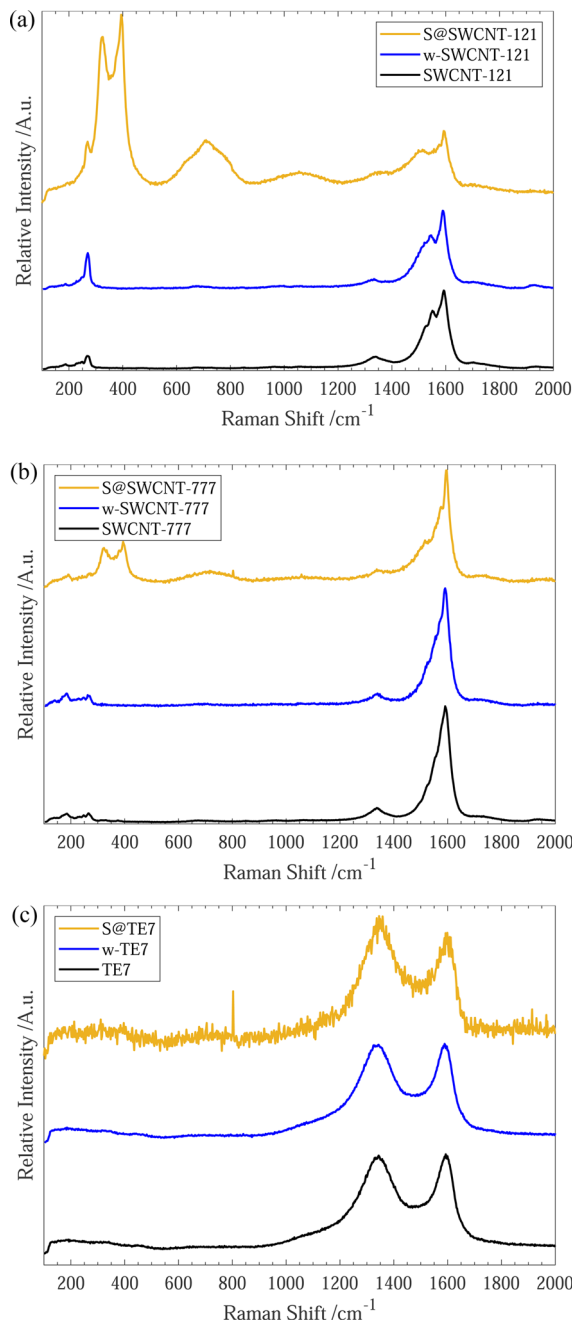 (a)
S@SWCNT-121
w-SWCNT-121
SWCNT-121
Relative Intensity /A.u.
200 400 600 800 1000 1200 1400 1600 1800 2000
Raman Shift /cm⁻¹
(b)
S@SWCNT-777
w-SWCNT-777
SWCNT-777
Relative Intensity /A.u.
200 400 600 800 1000 1200 1400 1600 1800 2000
Raman Shift /cm⁻¹
(c)
S@TE7
w-TE7
TE7
Relative Intensity /A.u.
200 400 600 800 1000 1200 1400 1600 1800 2000
Raman Shift /cm⁻¹